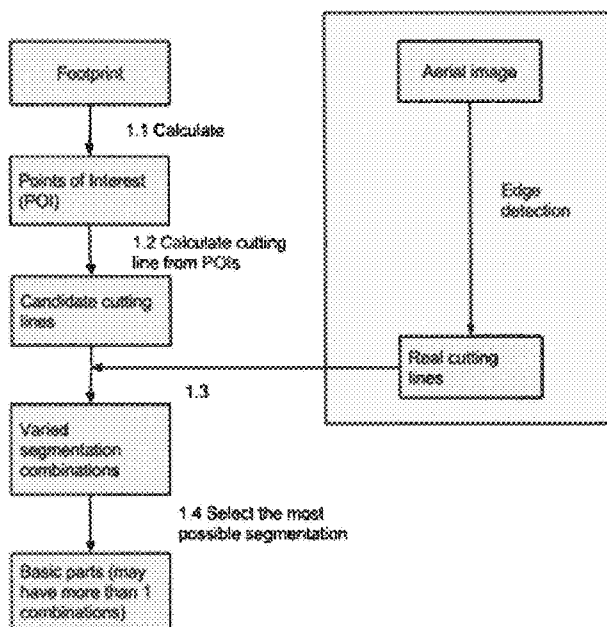 Footprint
Aerial image
1.1 Calculate
Points of Interest
(POI)
Edge
detection
1.2 Calculate cutting
line from POIs
Candidate cutting
lines
Real cutting
lines
1.3
Varied
segmentation
combinations
1.4 Select the most
possible segmentation
Basic parts (may
have more than 1
combinations)